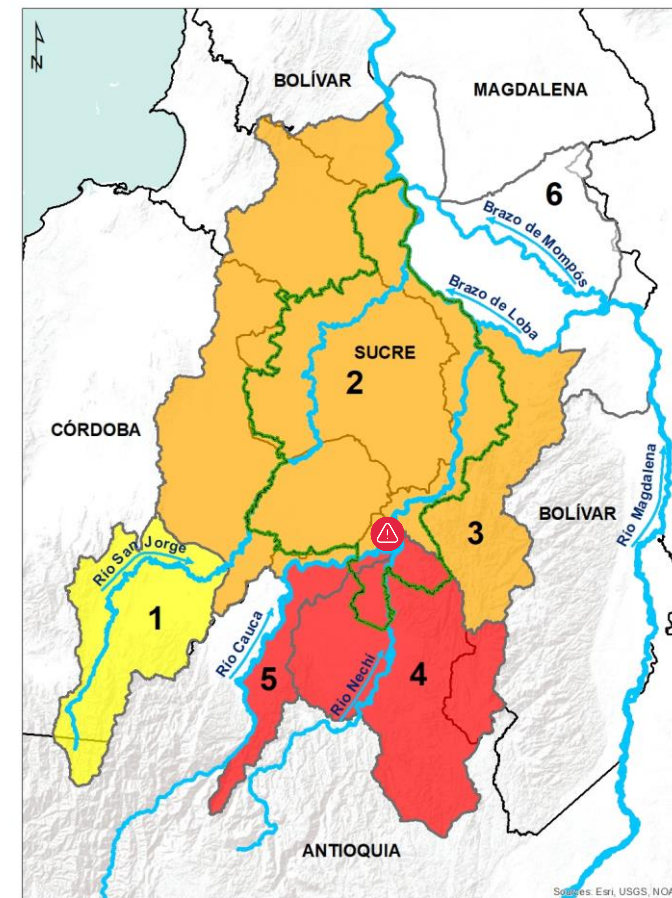 N
BOLÍVAR
MAGDALENA
6
Brazo de Mompós
Brazo de Loba
SUCRE
2
CÓRDOBA
3
BOLÍVAR
Río Magdalena
Río San Jorge
1
Río Cauca
5
Río Nechí
4
ANTIOQUIA
Sources: Esri, USGS, NOA